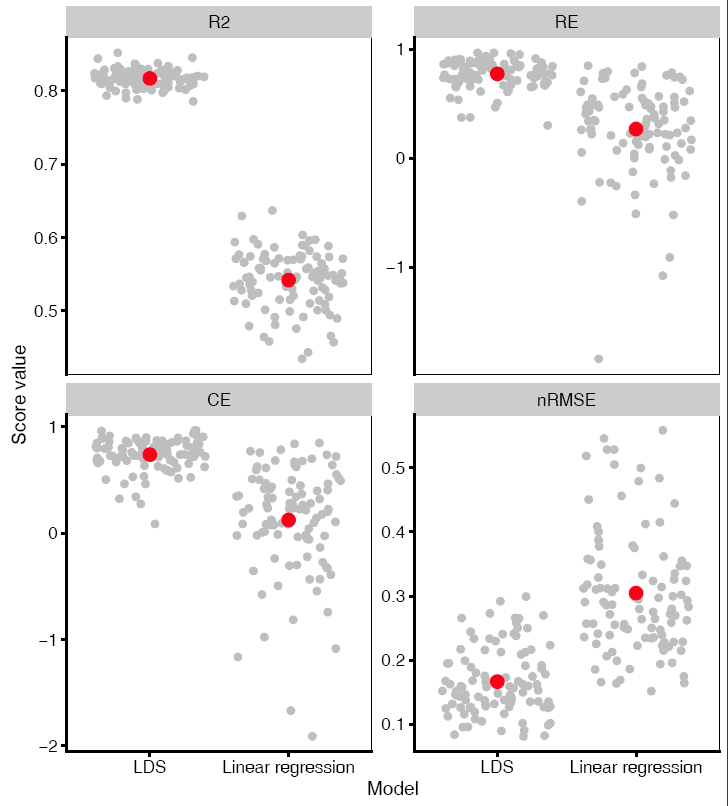 R2
RE
0.8
0.7
0.6
0.5
1
0
−1
Score value
CE
nRMSE
1
0
−1
−2
0.5
0.4
0.3
0.2
0.1
LDS
Linear regression
LDS
Linear regression
Model